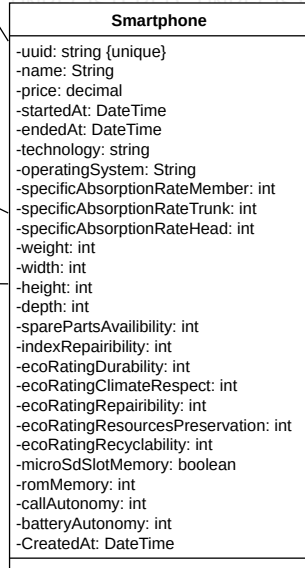 Smartphone
-uuid: string {unique}
-name: String
-price: decimal
-startedAt: DateTime
-endedAt: DateTime
-technology: string
-operatingSystem: String
-specificAbsorptionRateMember: int
-specificAbsorptionRateTrunk: int
-specificAbsorptionRateHead: int
-weight: int
-width: int
-height: int
-depth: int
-sparePartsAvailibility: int
-indexRepairibility: int
-ecoRatingDurability: int
-ecoRatingClimateRespect: int
-ecoRatingRepairibility: int
-ecoRatingResourcesPreservation: int
-ecoRatingRecyclability: int
-microSdSlotMemory: boolean
-romMemory: int
-callAutonomy: int
-batteryAutonomy: int
-CreatedAt: DateTime